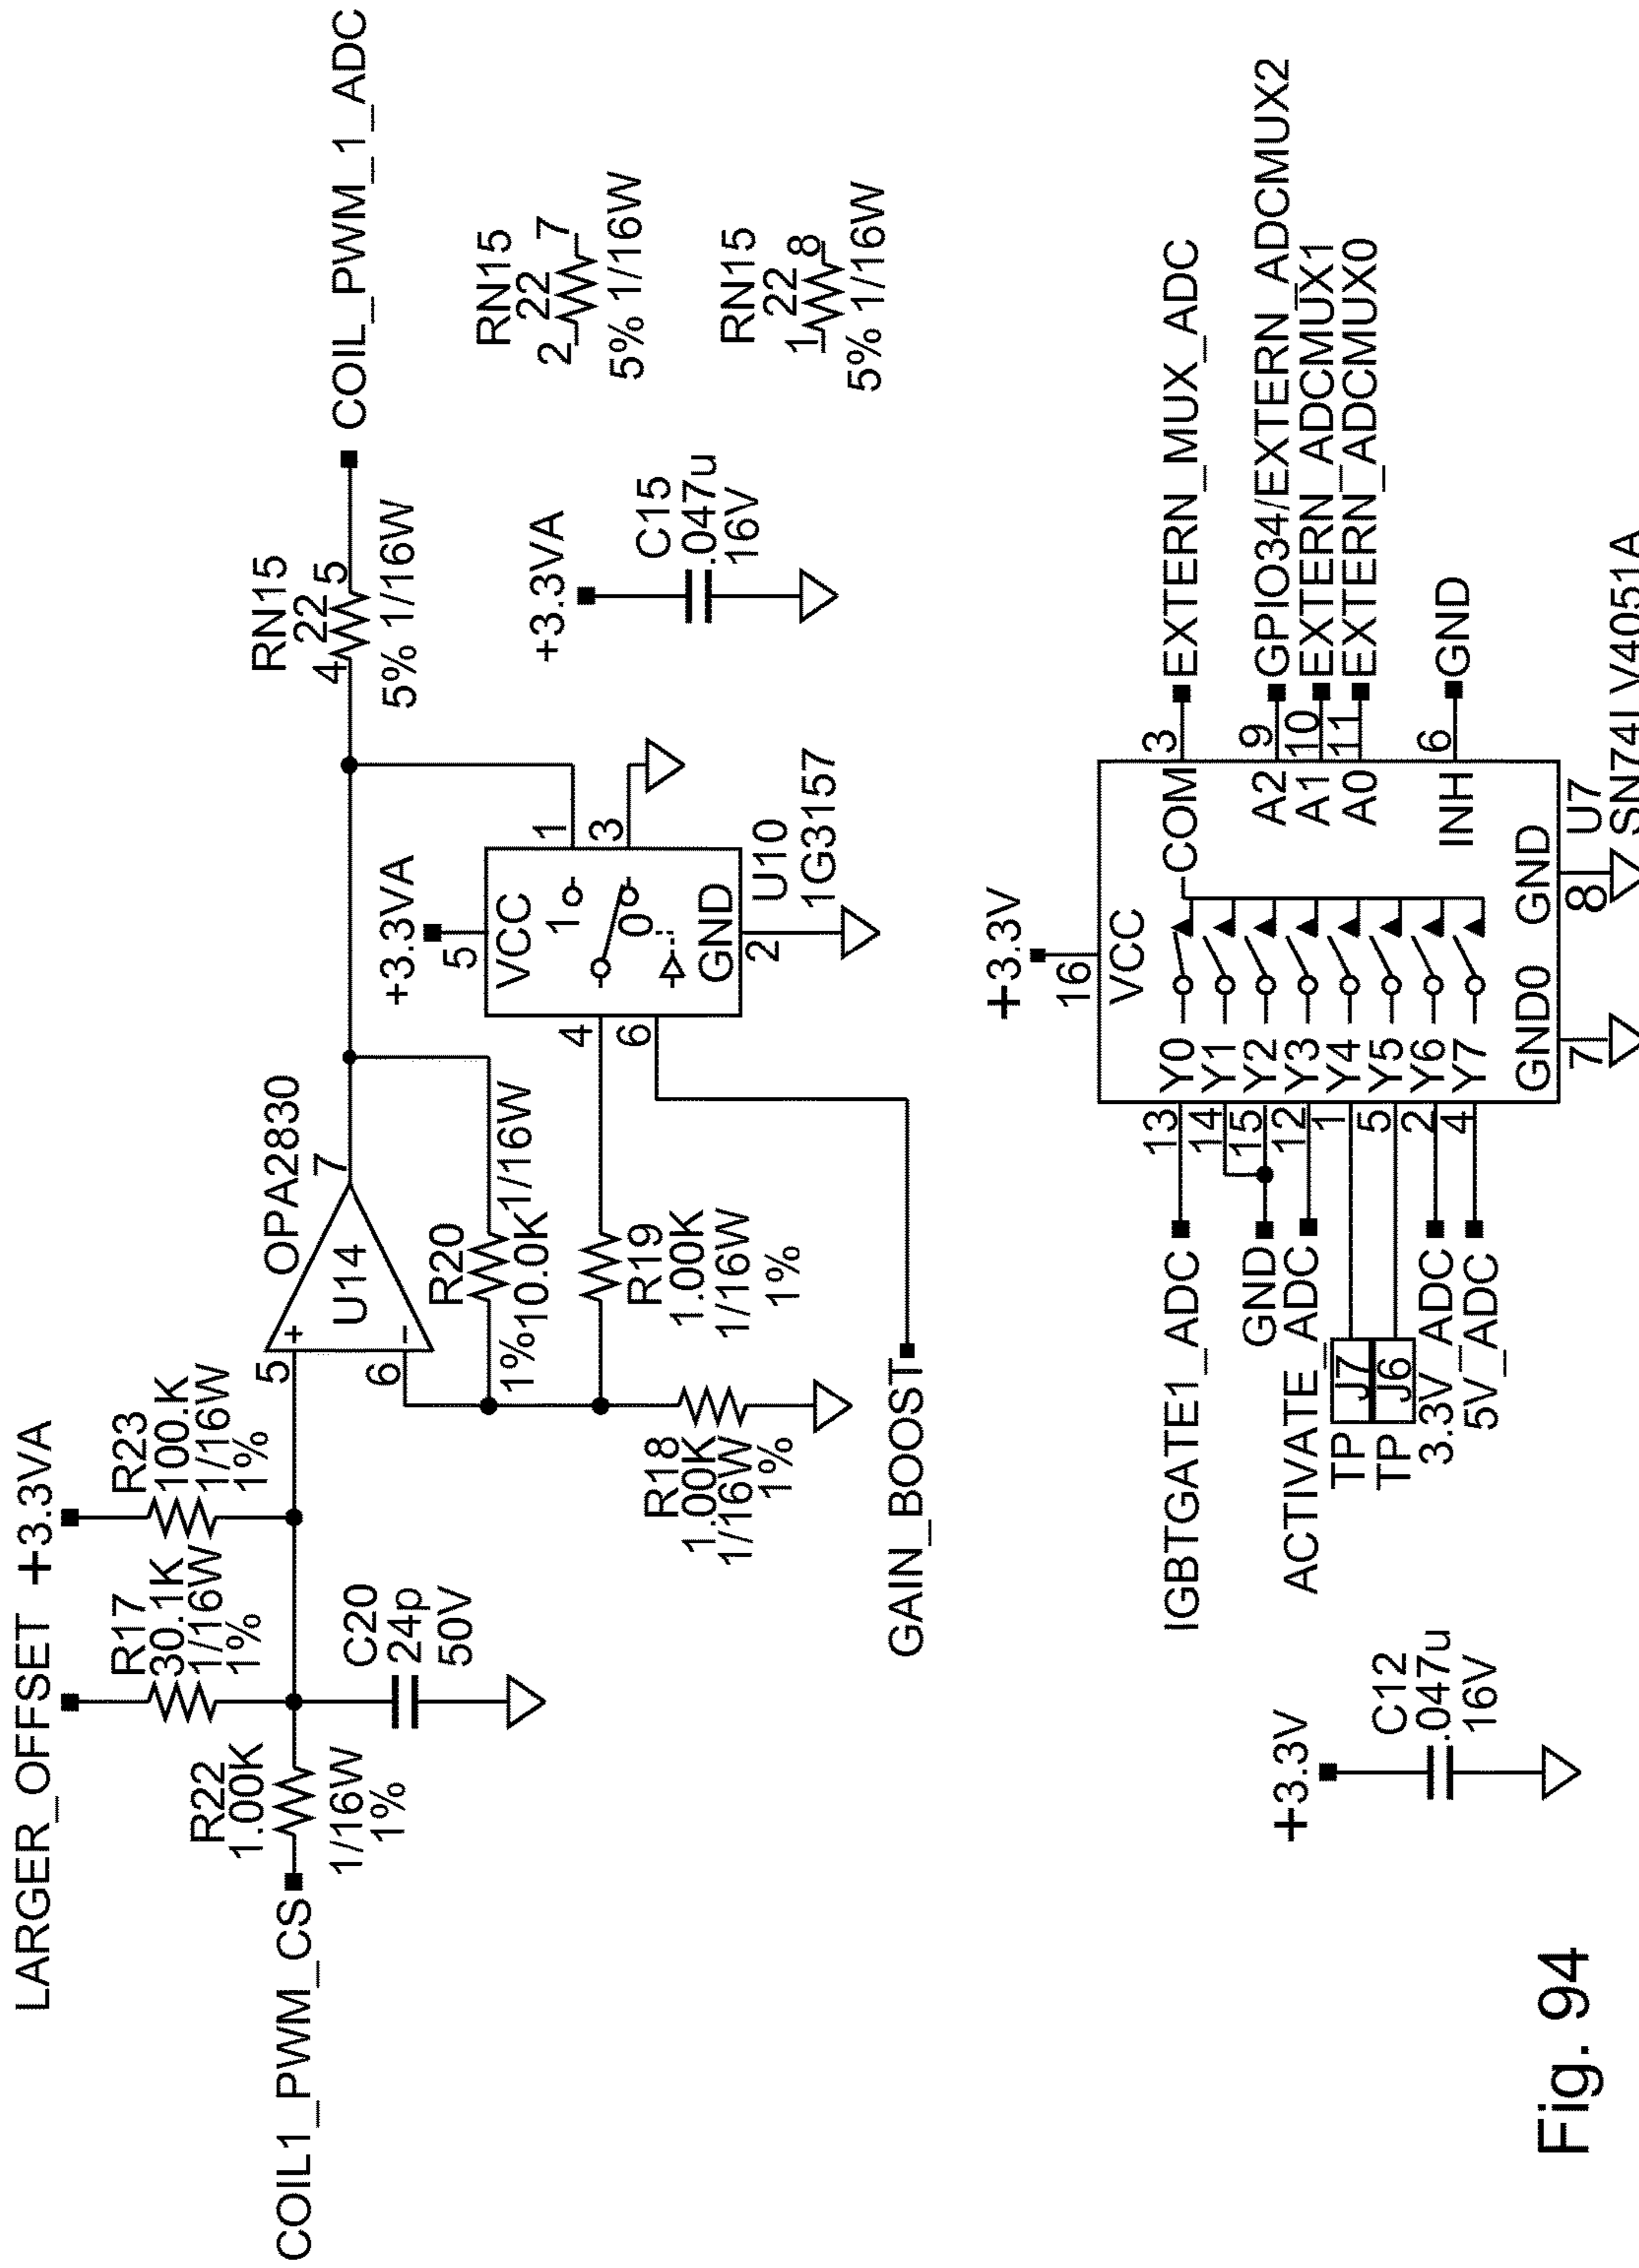 LARGER_OFFSET
+3.3VA
R17
30.1K
1/16W
1%
R23
100.K
1/16W
1%
COIL1_PWM_CS
R22
1.00K
1/16W
1%
C20
24p
50V
5
6
+
−
U14
OPA2830
7
R20
1% 10.0K 1/16W
R19
1.00K
1/16W
1%
R18
1.00K
1/16W
1%
GAIN_BOOST
+3.3VA
5
VCC
1
0
GND
4
6
1
3
2
U10
1G3157
RN15
22
4
5
5% 1/16W
COIL_PWM_1_ADC
+3.3VA
C15
.047u
16V
RN15
22
2
7
5% 1/16W
RN15
22
1
8
5% 1/16W
+3.3V
C12
.047u
16V
+3.3V
16
VCC
IGBTGATE1_ADC
13
Y0
14
Y1
GND
15
Y2
ACTIVATE_ADC
12
Y3
TP J7
1
Y4
TP J6
5
Y5
3.3V_ADC
2
Y6
5V_ADC
4
Y7
COM
3
EXTERN_MUX_ADC
A2
9
GPIO34/EXTERN_ADCMUX2
A1
10
EXTERN_ADCMUX1
A0
11
EXTERN_ADCMUX0
INH
6
GND
GND0
GND
7
8
U7
SN74LV4051A
Fig. 94